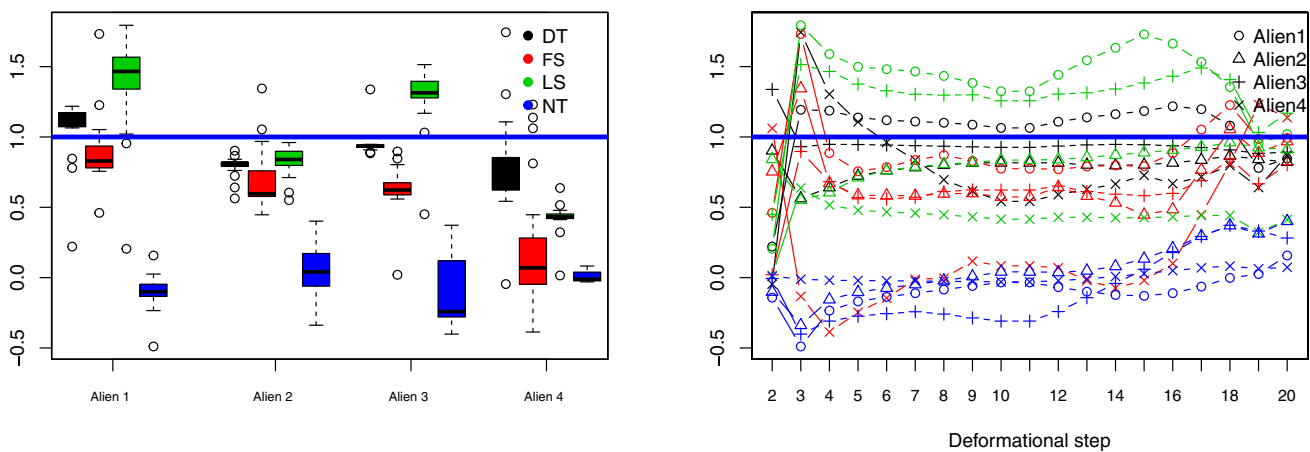 −0.5 0.0 0.5 1.0 1.5
DT
FS
LS
NT
Alien 1 Alien 2 Alien 3 Alien 4
−0.5 0.0 0.5 1.0 1.5
Alien1
Alien2
Alien3
Alien4
2 3 4 5 6 7 8 9 10 12 14 16 18 20
Deformational step